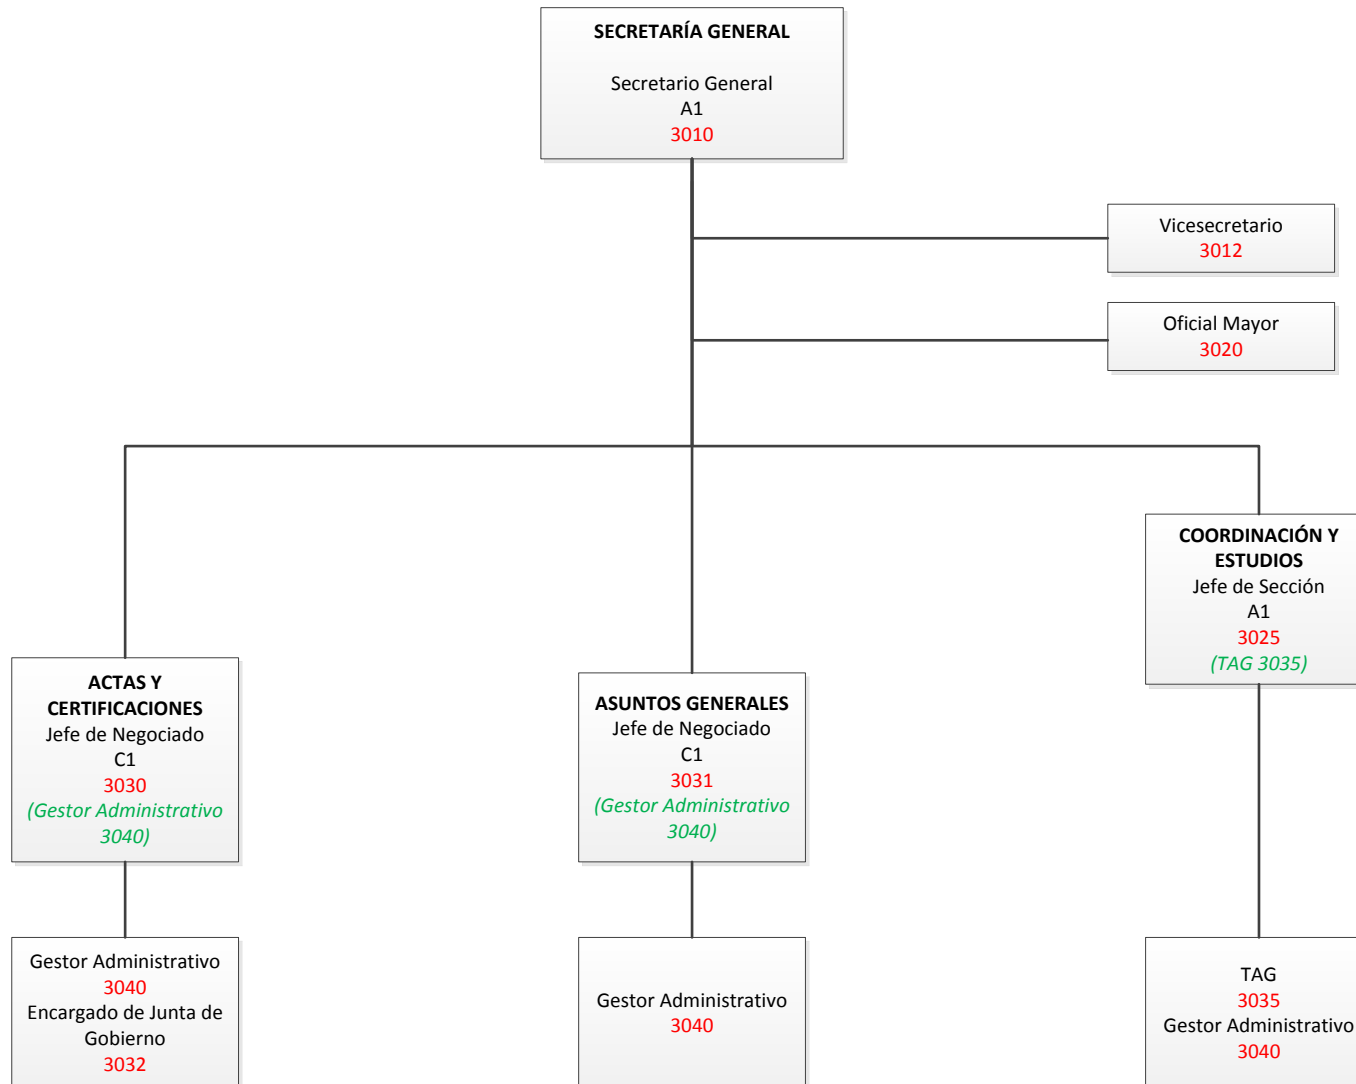 SECRETARÍA GENERAL
Secretario General
A1
3010
Vicesecretario
3012
Oficial Mayor
3020
COORDINACIÓN Y
ESTUDIOS
Jefe de Sección
A1
3025
(TAG 3035)
ACTAS Y
CERTIFICACIONES
Jefe de Negociado
C1
3030
(Gestor Administrativo
3040)
ASUNTOS GENERALES
Jefe de Negociado
C1
3031
(Gestor Administrativo
3040)
Gestor Administrativo
3040
Encargado de Junta de
Gobierno
3032
Gestor Administrativo
3040
TAG
3035
Gestor Administrativo
3040